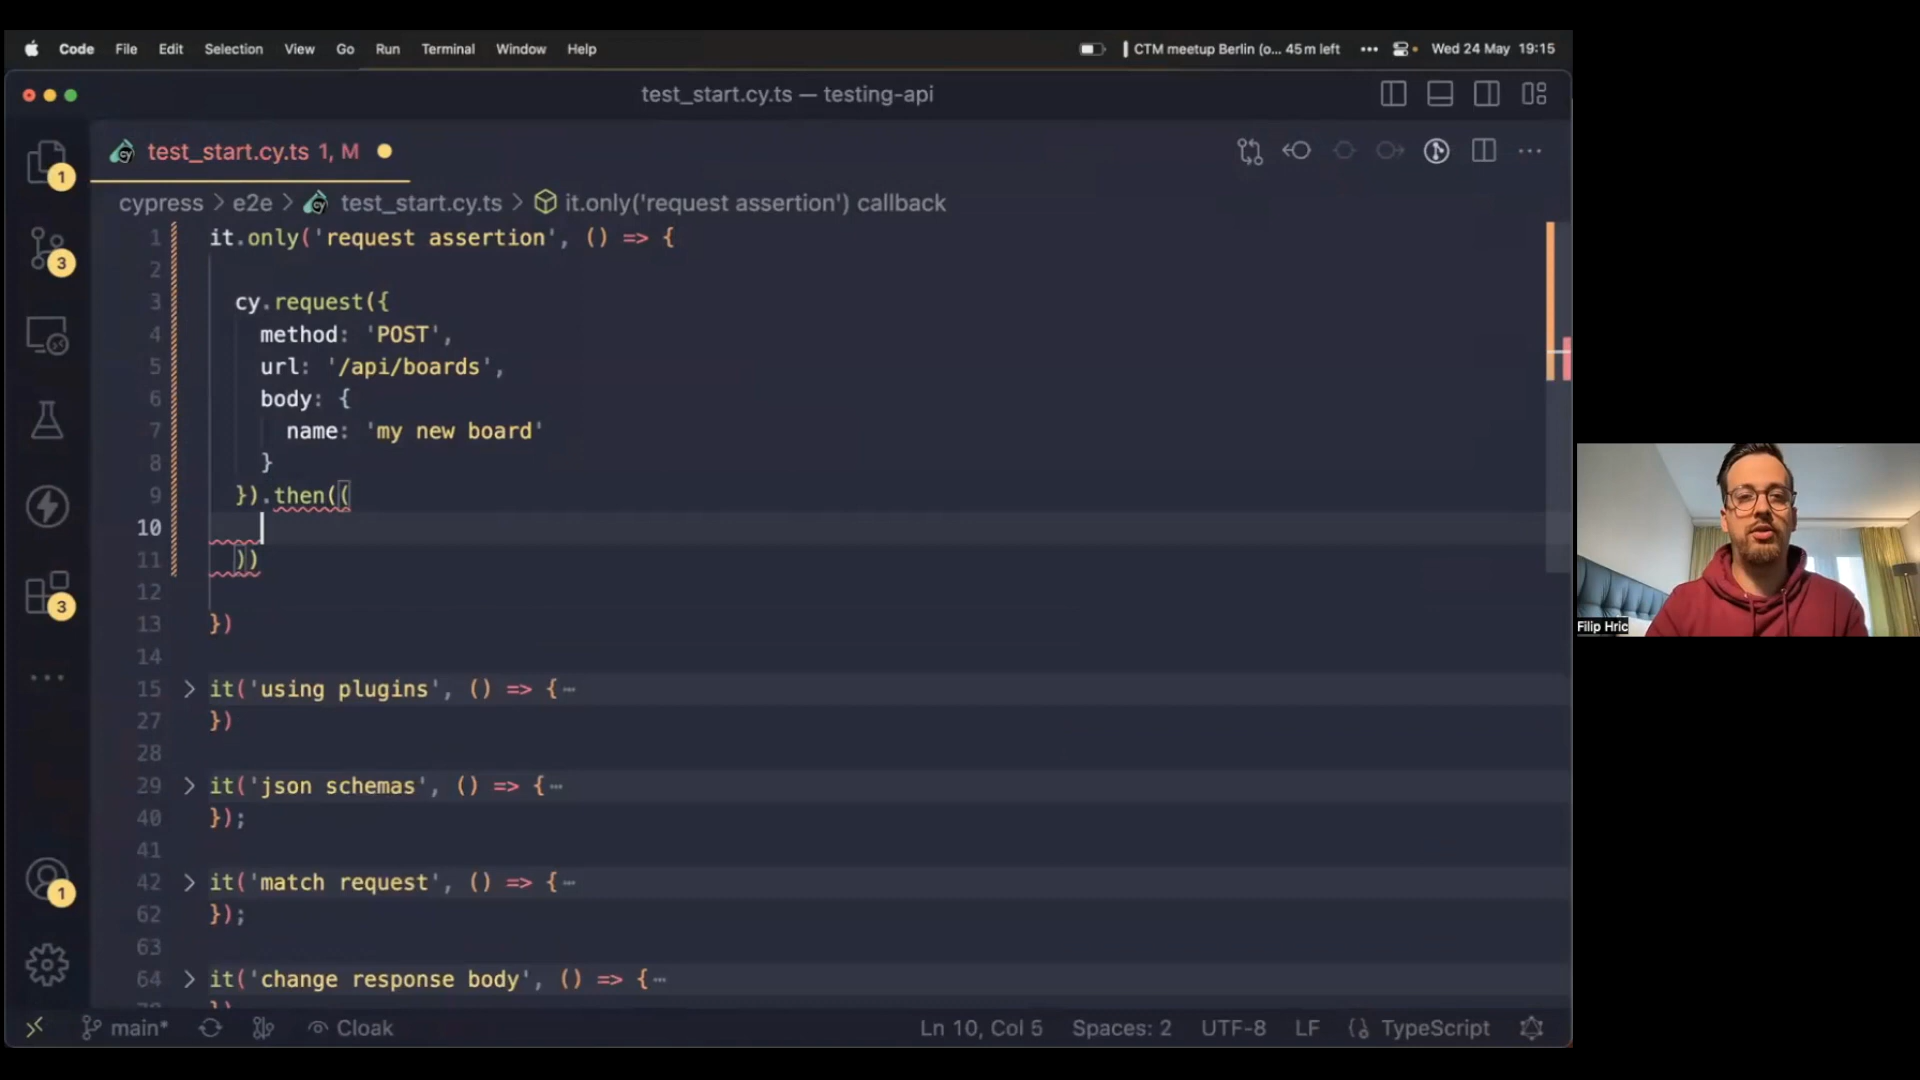 Code File Edit Selection View Go Run Terminal Window Help CTM meetup Berlin (o... 45 m left ••• Wed 24 May 19:15
test_start.cy.ts — testing-api
test_start.cy.ts 1, M
cypress > e2e > test_start.cy.ts > it.only('request assertion') callback
1 it.only('request assertion', () => {
2
3 cy.request({
4 method: 'POST',
5 url: '/api/boards',
6 body: {
7 name: 'my new board'
8 }
9 }).then((
10
11 ))
12
13 })
14
15 > it('using plugins', () => {…
27 })
28
29 > it('json schemas', () => {…
40 });
41
42 > it('match request', () => {…
62 });
63
64 > it('change response body', () => {…
1
3
3
1
Filip Hric
main* Cloak Ln 10, Col 5 Spaces: 2 UTF-8 LF TypeScript